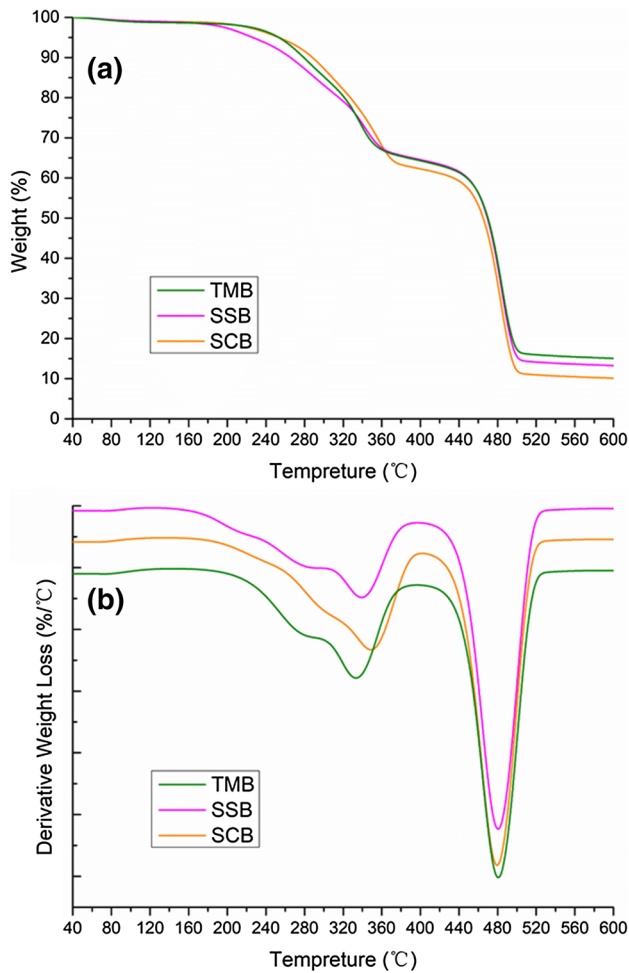 (a)
Weight (%)
100
90
80
70
60
50
40
30
20
10
0
TMB
SSB
SCB
40 80 120 160 200 240 280 320 360 400 440 480 520 560 600
Tempreture (℃)
(b)
Derivative Weight Loss (%/℃)
TMB
SSB
SCB
40 80 120 160 200 240 280 320 360 400 440 480 520 560 600
Tempreture (℃)